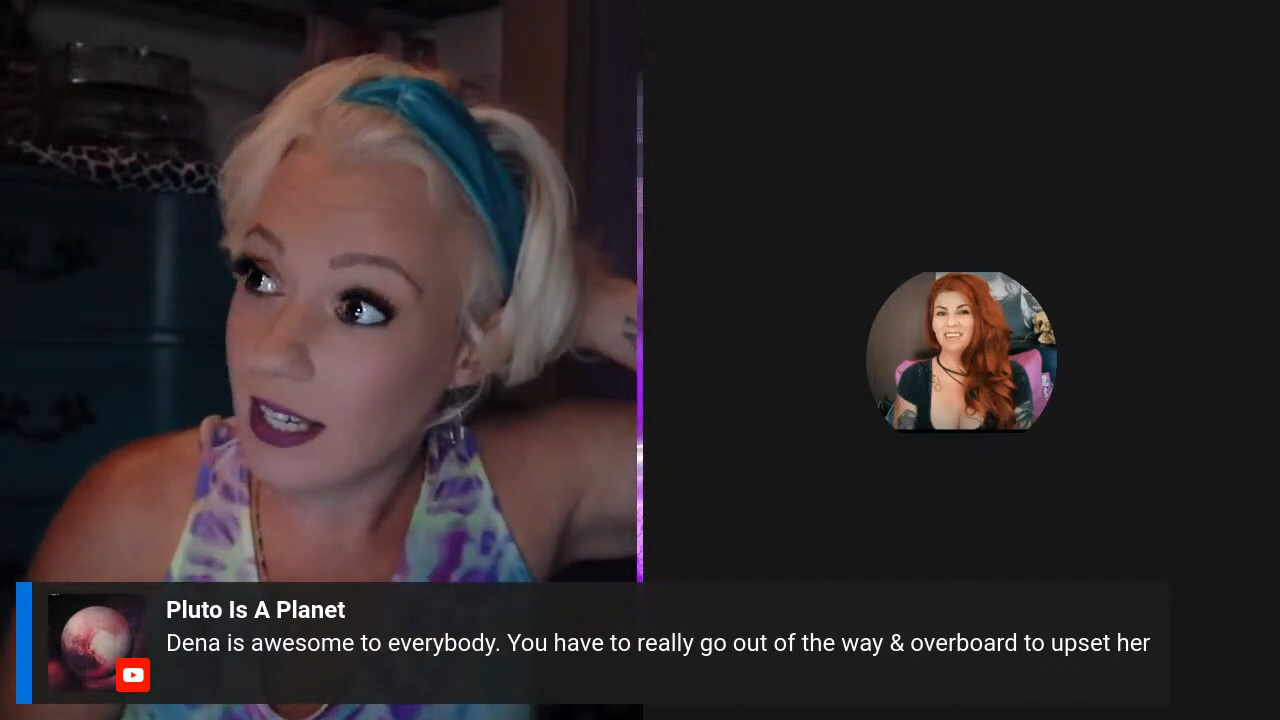 Pluto Is A Planet
Dena is awesome to everybody. You have to really go out of the way & overboard to upset her